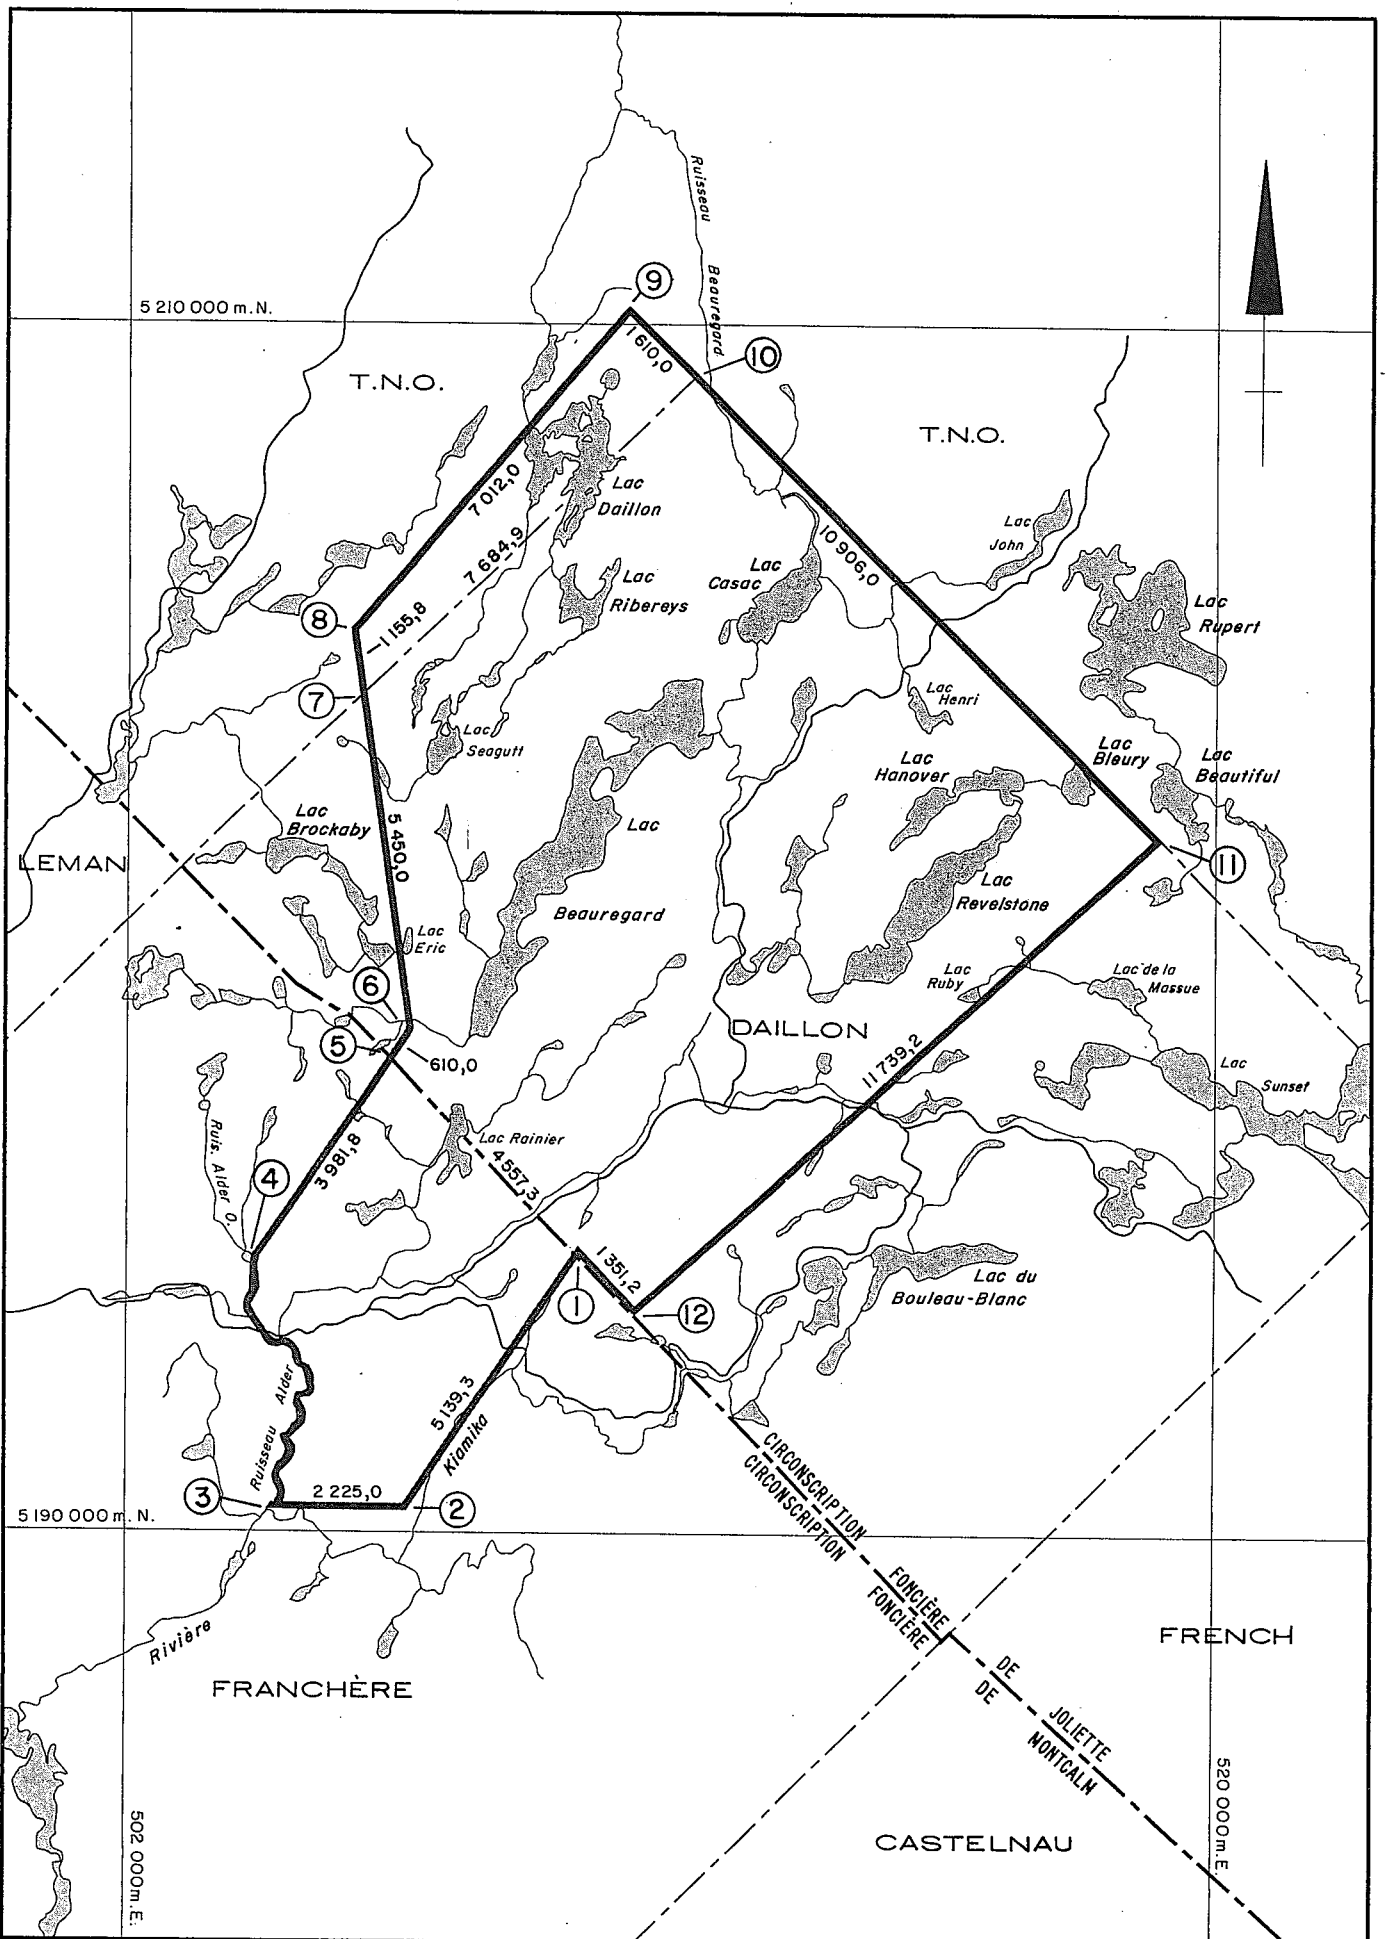 Ruisseau
Beauregard
9
5 210 000 m.N.
1 610,0
10
T.N.O.
T.N.O.
7 012,0
Lac
Daillon
10 906,0
Lac
John
7 684,9
Lac
Casac
Lac
Ribereys
Lac
Rupert
8
1 155,8
7
Lac
Henri
Lac
Seagutt
Lac
Bleury
Lac
Hanover
Lac
Beautiful
Lac
Brockaby
5 450,0
Lac
LEMAN
11
Lac
Revelstone
Beauregard
Lac
Eric
Lac
Ruby
Lac de la
Massue
6
DAILLON
5
610,0
11 739,2
Lac
Sunset
Ruis. Alder O.
Lac Rainier
4 557,3
3 981,8
4
1 351,2
Lac du
Bouleau-Blanc
1
12
Ruisseau Alder
5 139,3
Kiamika
CIRCONSCRIPTION FONCIÈRE DE JOLIETTE
CIRCONSCRIPTION FONCIÈRE DE MONTCALM
3
2 225,0
2
5 190 000 m. N.
Rivière
FRENCH
FRANCHÈRE
502 000 m.E.
520 000 m.E.
CASTELNAU